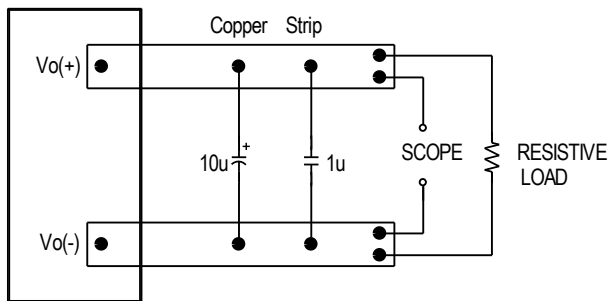 Copper Strip
Vo(+)
10u
+
1u
SCOPE
RESISTIVE
LOAD
Vo(-)